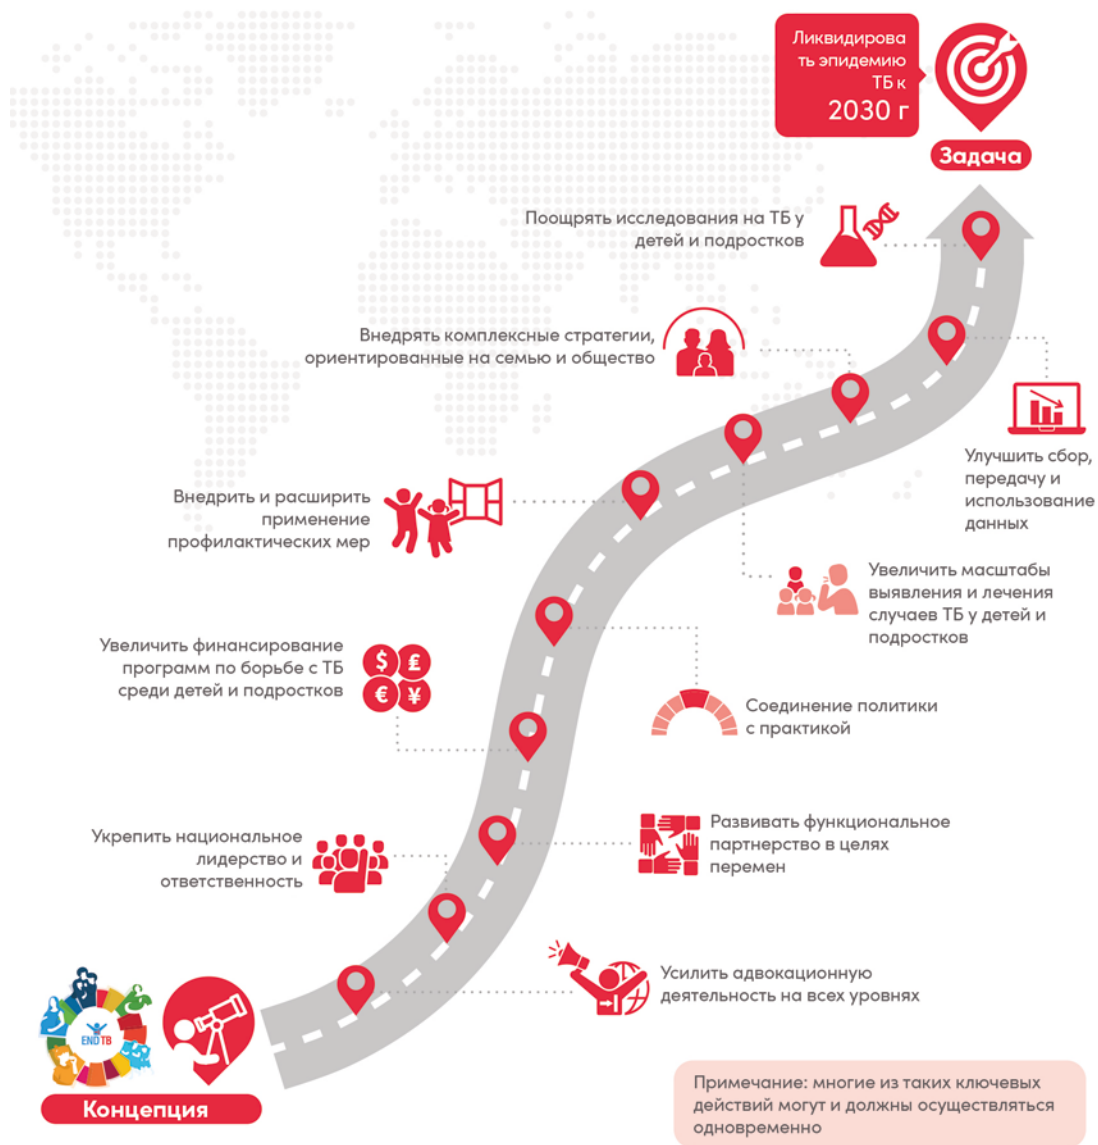 Ликвидирова
ть эпидемию
ТБ к
2030 г
Задача
Поощрять исследования на ТБ у
детей и подростков
Внедрять комплексные стратегии,
ориентированные на семью и общество
Улучшить сбор,
передачу и
использование
данных
Внедрить и расширить
применение
профилактических мер
Увеличить масштабы
выявления и лечения
случаев ТБ у детей и
подростков
Увеличить финансирование
программ по борьбе с ТБ
среди детей и подростков
$ £
€ ¥
Соединение политики
с практикой
Развивать функциональное
партнерство в целях
перемен
Укрепить национальное
лидерство и
ответственность
Усилить адвокационную
деятельность на всех уровнях
END TB
Концепция
Примечание: многие из таких ключевых
действий могут и должны осуществляться
одновременно